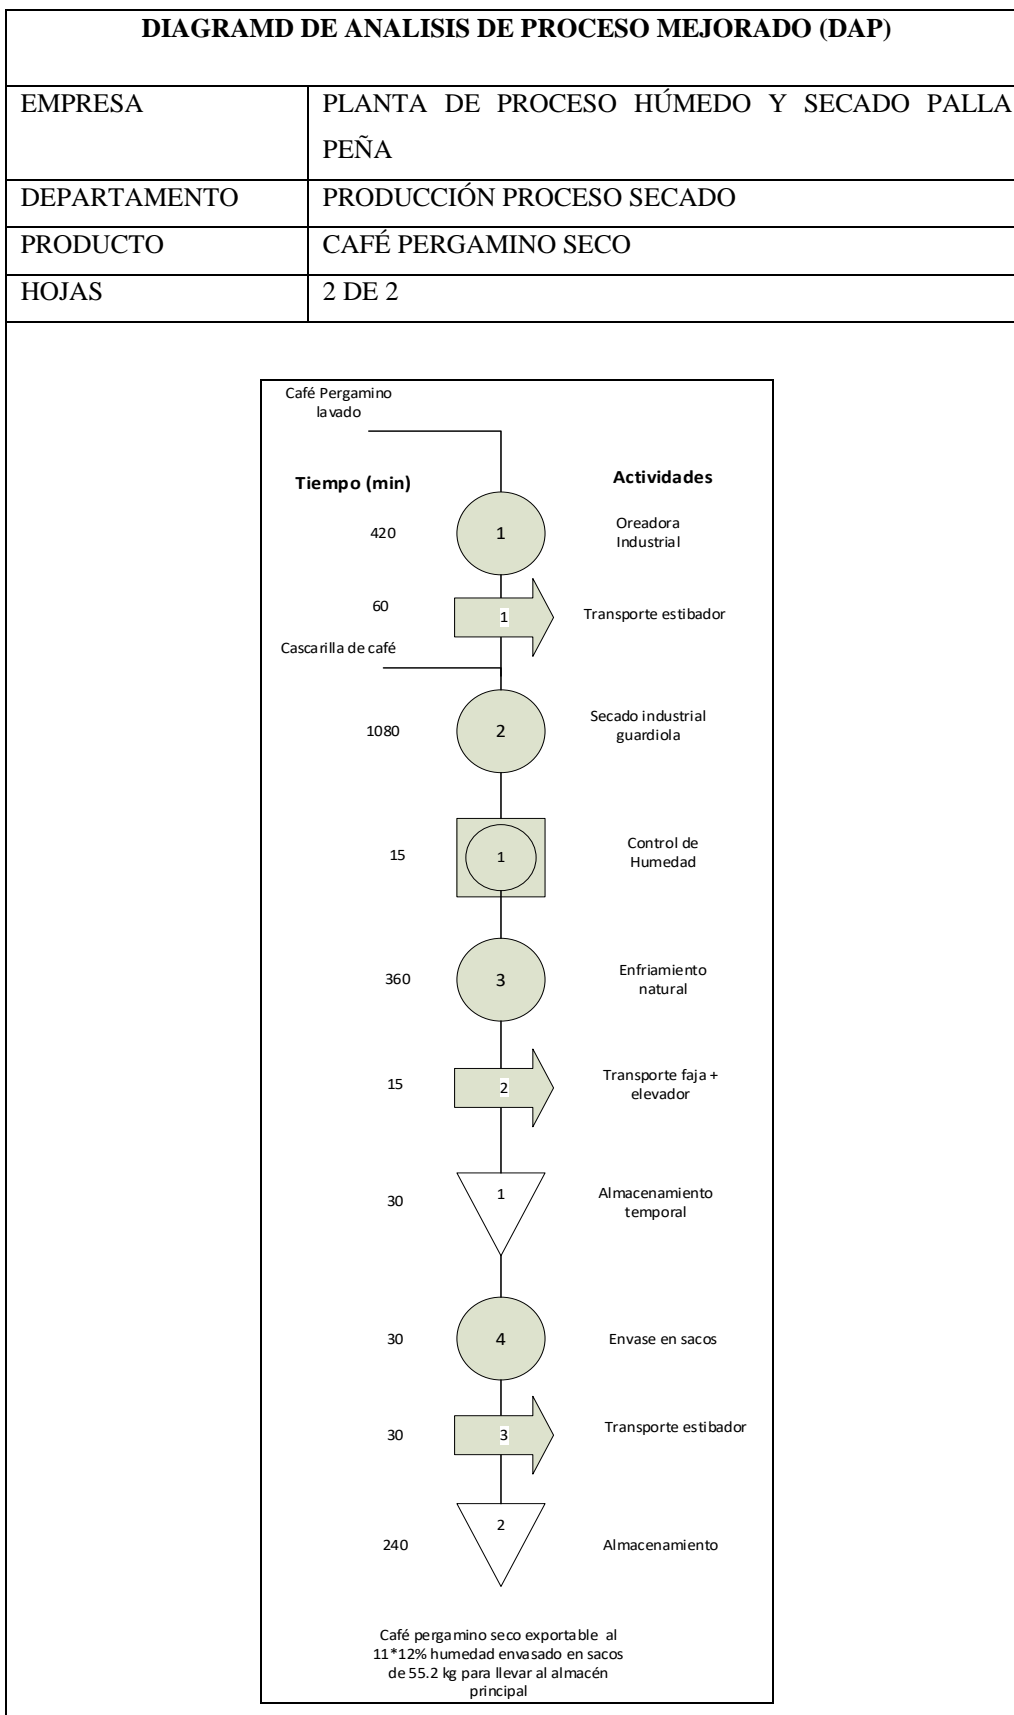 DIAGRAMD DE ANALISIS DE PROCESO MEJORADO (DAP)
EMPRESA
PLANTA DE PROCESO HÚMEDO Y SECADO PALLA
PEÑA
DEPARTAMENTO
PRODUCCIÓN PROCESO SECADO
PRODUCTO
CAFÉ PERGAMINO SECO
HOJAS
2 DE 2
Café Pergamino
lavado
Tiempo (min)
Actividades
420
1
Oreadora
Industrial
60
1
Transporte estibador
Cascarilla de café
1080
2
Secado industrial
guardiola
15
1
Control de
Humedad
360
3
Enfriamiento
natural
15
2
Transporte faja +
elevador
30
1
Almacenamiento
temporal
30
4
Envase en sacos
30
3
Transporte estibador
240
2
Almacenamiento
Café pergamino seco exportable al
11*12% humedad envasado en sacos
de 55.2 kg para llevar al almacén
principal